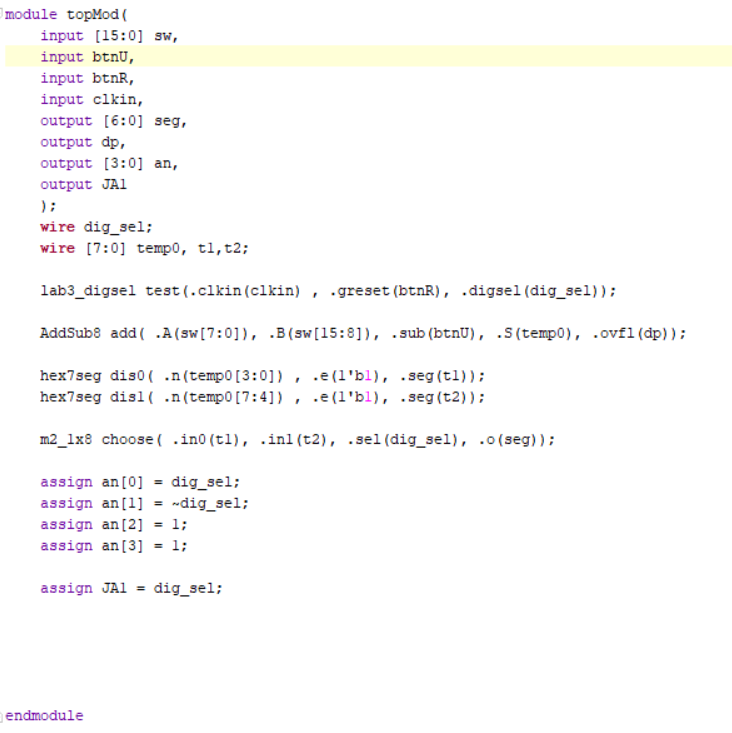 module topMod(
    input [15:0] sw,
    input btnU,
    input btnR,
    input clkin,
    output [6:0] seg,
    output dp,
    output [3:0] an,
    output JA1
    );
    wire dig_sel;
    wire [7:0] temp0, t1,t2;
    lab3_digsel test(.clkin(clkin) , .greset(btnR), .digsel(dig_sel));
    AddSub8 add( .A(sw[7:0]), .B(sw[15:8]), .sub(btnU), .S(temp0), .ovfl(dp));
    hex7seg dis0( .n(temp0[3:0]) , .e(1'b1), .seg(t1));
    hex7seg dis1( .n(temp0[7:4]) , .e(1'b1), .seg(t2));
    m2_1x8 choose( .in0(t1), .in1(t2), .sel(dig_sel), .o(seg));
    assign an[0] = dig_sel;
    assign an[1] = ~dig_sel;
    assign an[2] = 1;
    assign an[3] = 1;
    assign JA1 = dig_sel;
endmodule